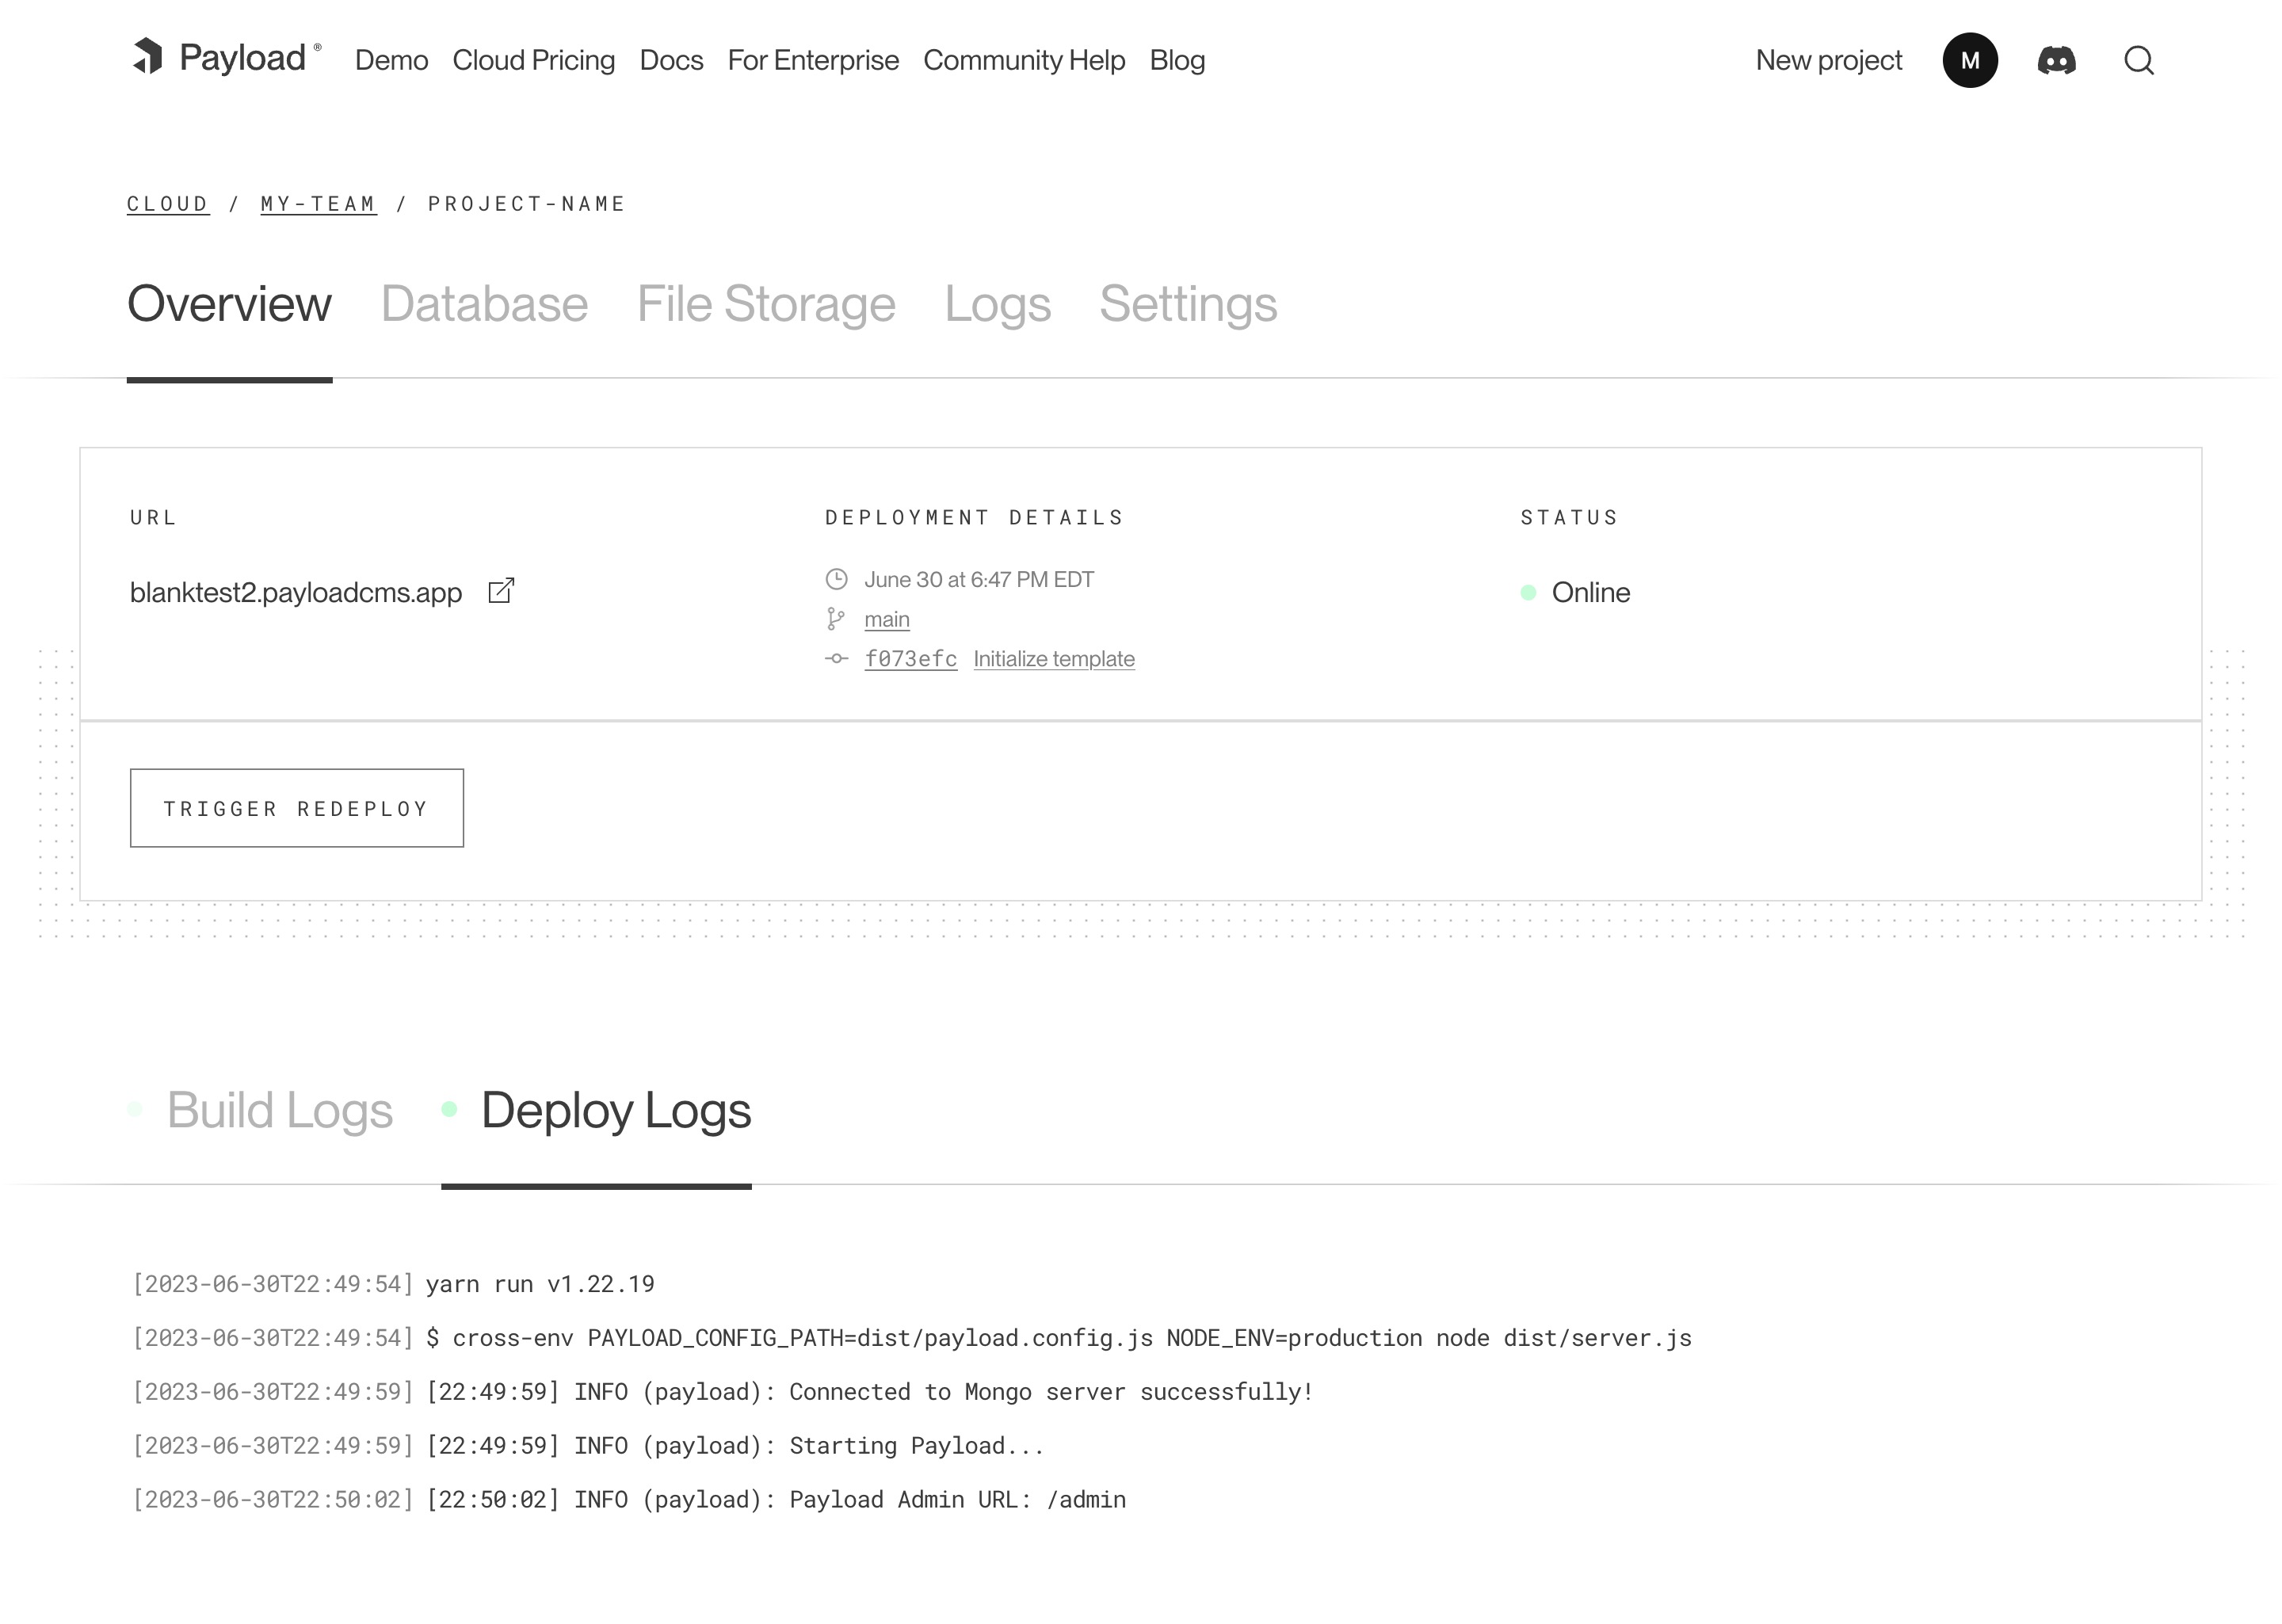 Payload ® Demo Cloud Pricing Docs For Enterprise Community Help Blog New project M
CLOUD / MY-TEAM / PROJECT-NAME
Overview Database File Storage Logs Settings
URL DEPLOYMENT DETAILS STATUS
blanktest2.payloadcms.app June 30 at 6:47 PM EDT Online
main
f073efc Initialize template
TRIGGER REDEPLOY
Build Logs Deploy Logs
[2023-06-30T22:49:54] yarn run v1.22.19
[2023-06-30T22:49:54] $ cross-env PAYLOAD_CONFIG_PATH=dist/payload.config.js NODE_ENV=production node dist/server.js
[2023-06-30T22:49:59] [22:49:59] INFO (payload): Connected to Mongo server successfully!
[2023-06-30T22:49:59] [22:49:59] INFO (payload): Starting Payload...
[2023-06-30T22:50:02] [22:50:02] INFO (payload): Payload Admin URL: /admin